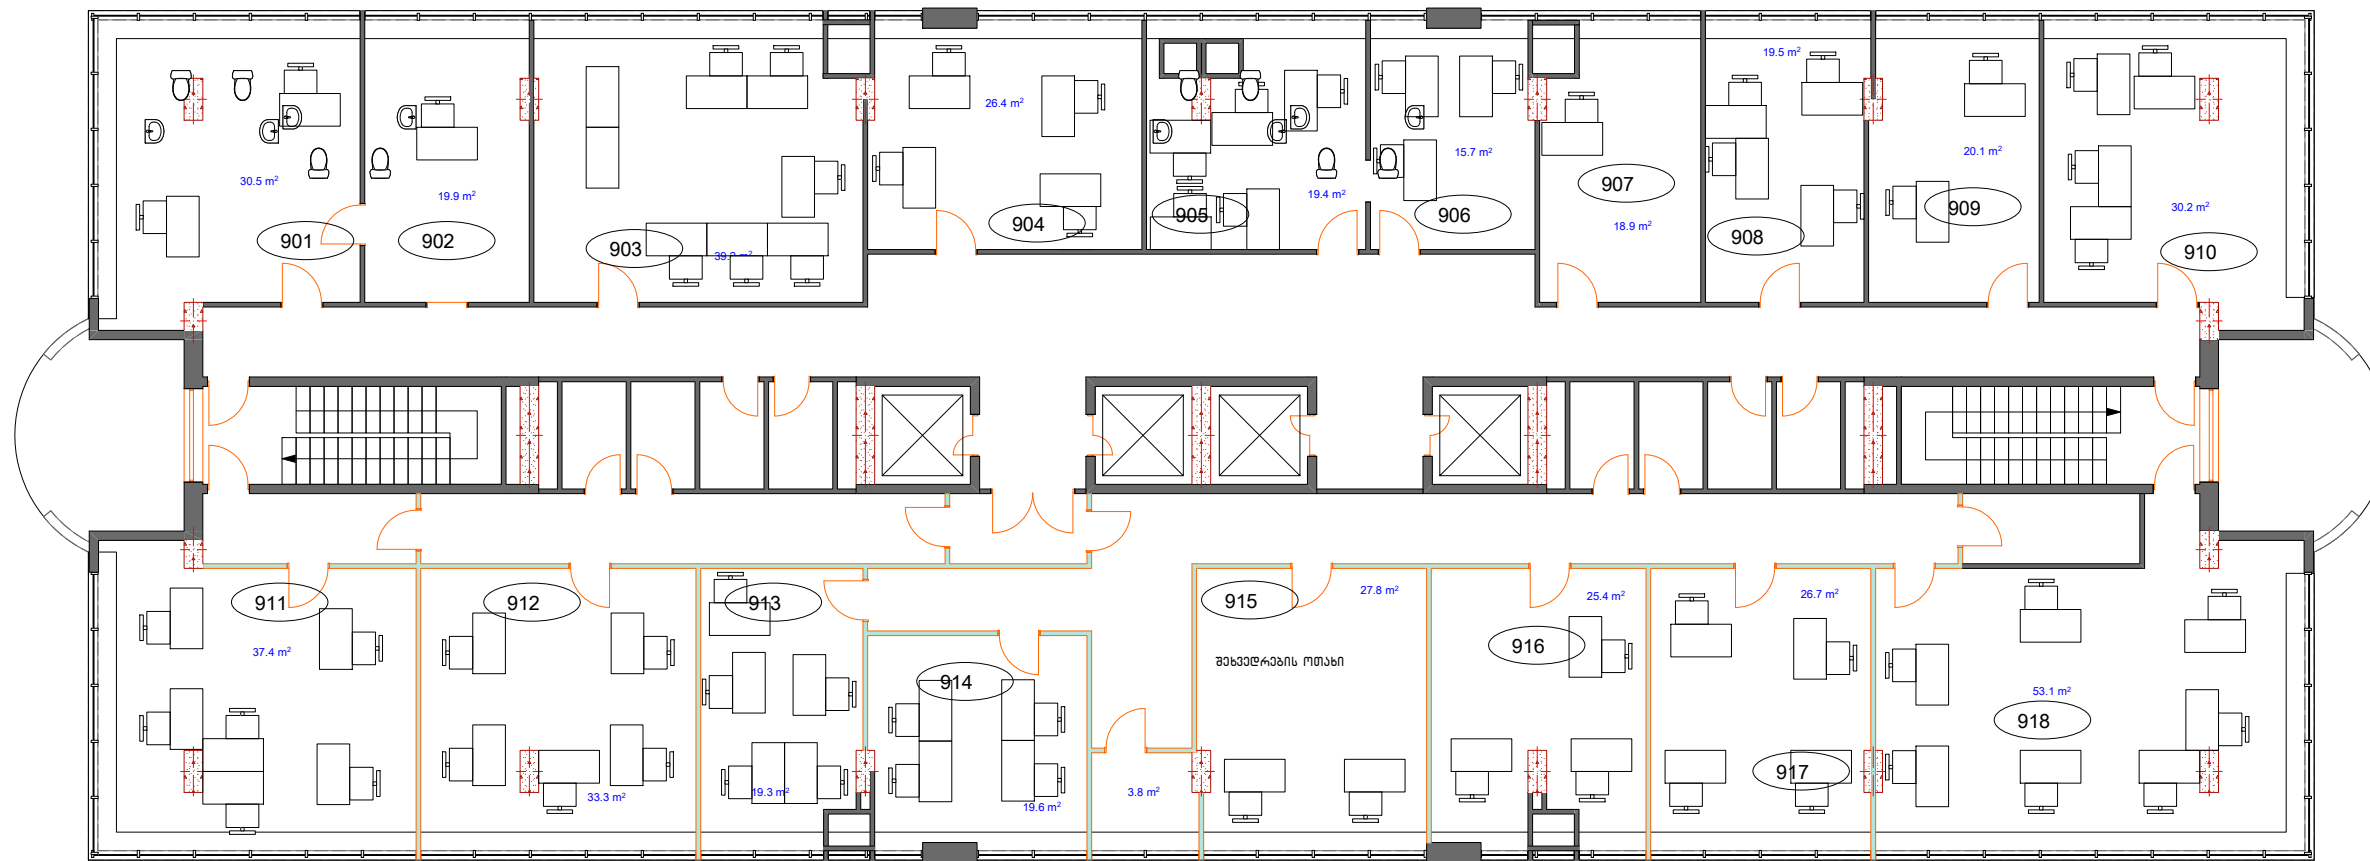 19.5 m²
26.4 m²
15.7 m²
20.1 m²
30.5 m²
19.9 m²
19.4 m²
30.2 m²
18.9 m²
901
902
903
904
905
906
907
908
909
910
911
912
913
914
915
916
917
918
27.8 m²
25.4 m²
26.7 m²
37.4 m²
შეხვედრების ოთახი
53.1 m²
33.3 m²
19.3 m²
19.6 m²
3.8 m²